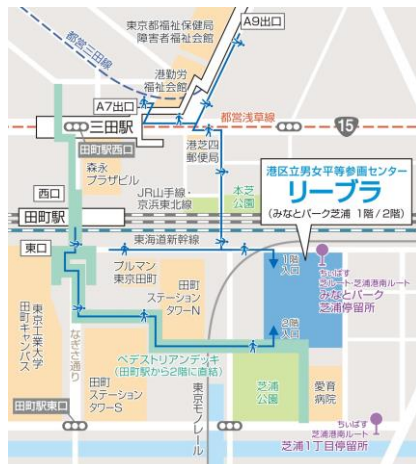 東京都福祉保健局
障害者福祉会館
A9出口
都営三田線
港勤労
福祉会館
A7出口
三田駅
都営浅草線
15
田町駅西口
港芝四
郵便局
森永
プラザビル
港区立男女平等参画センター
リーブラ
(みなとパーク芝浦 1階/2階)
西口
JR山手線・
京浜東北線
本芝
公園
田町駅
東海道新幹線
東口
1階
入口
ちぃばす
芝ルート・芝浦港南ルート
みなとパーク
芝浦停留所
プルマン
東京田町
田町
ステーション
タワーN
2階
入口
東京工業大学
田町キャンパス
なぎさ通り
ペデストリアンデッキ
(田町駅から2階に直結)
田町
ステーション
タワーS
東京モノレール
芝浦
公園
愛育
病院
田町駅東口
ちぃばす
芝浦港南ルート
芝浦1丁目停留所